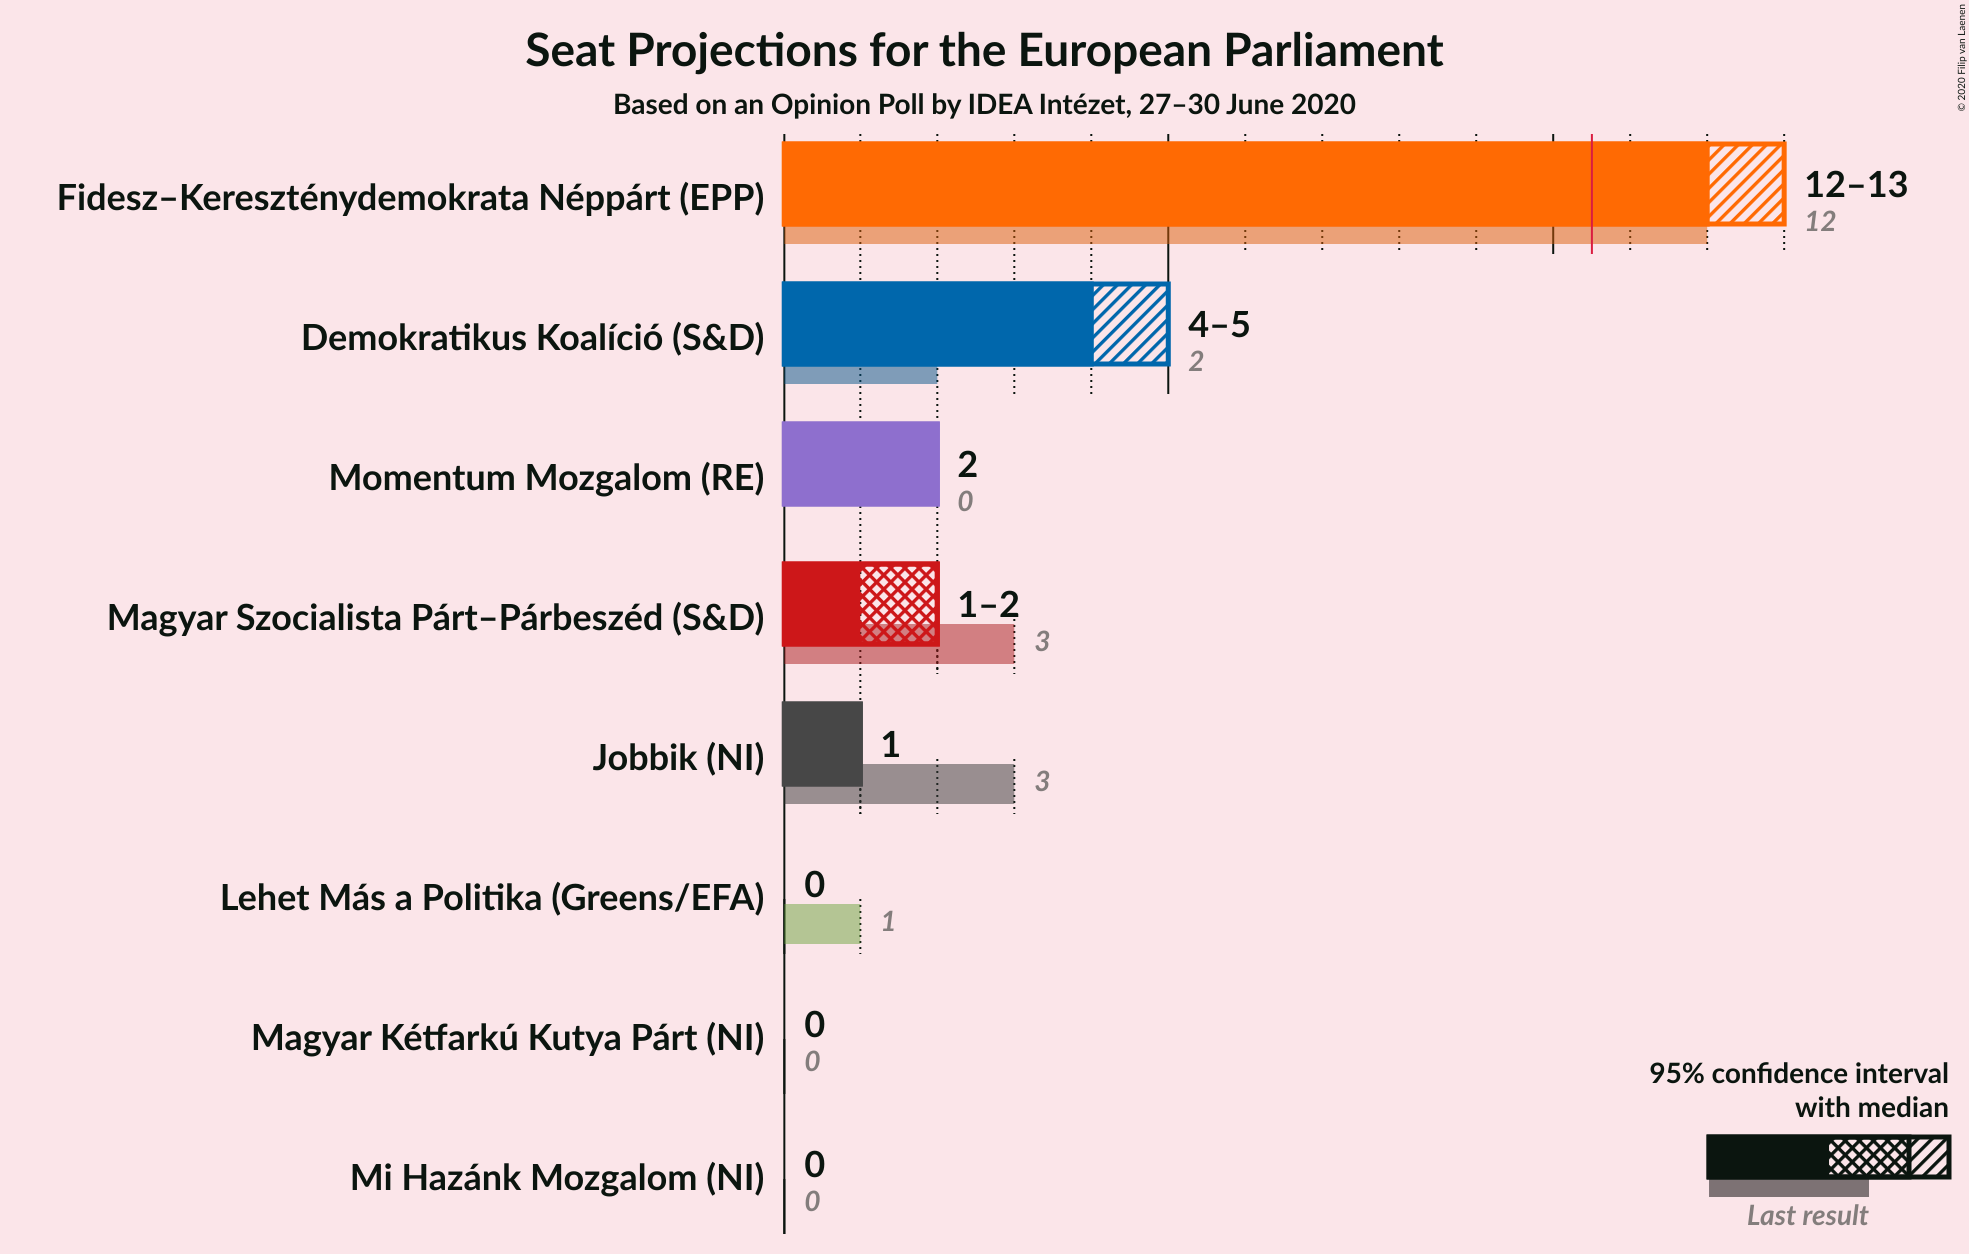 Seat Projections for the European Parliament
Based on an Opinion Poll by IDEA Intézet, 27–30 June 2020
© 2020 Filip van Laenen
Fidesz–Kereszténydemokrata Néppárt (EPP)
12–13
12
Demokratikus Koalíció (S&D)
4–5
2
Momentum Mozgalom (RE)
2
0
Magyar Szocialista Párt–Párbeszéd (S&D)
1–2
3
Jobbik (NI)
1
3
Lehet Más a Politika (Greens/EFA)
0
1
Magyar Kétfarkú Kutya Párt (NI)
0
0
Mi Hazánk Mozgalom (NI)
0
0
95% confidence interval
with median
Last result